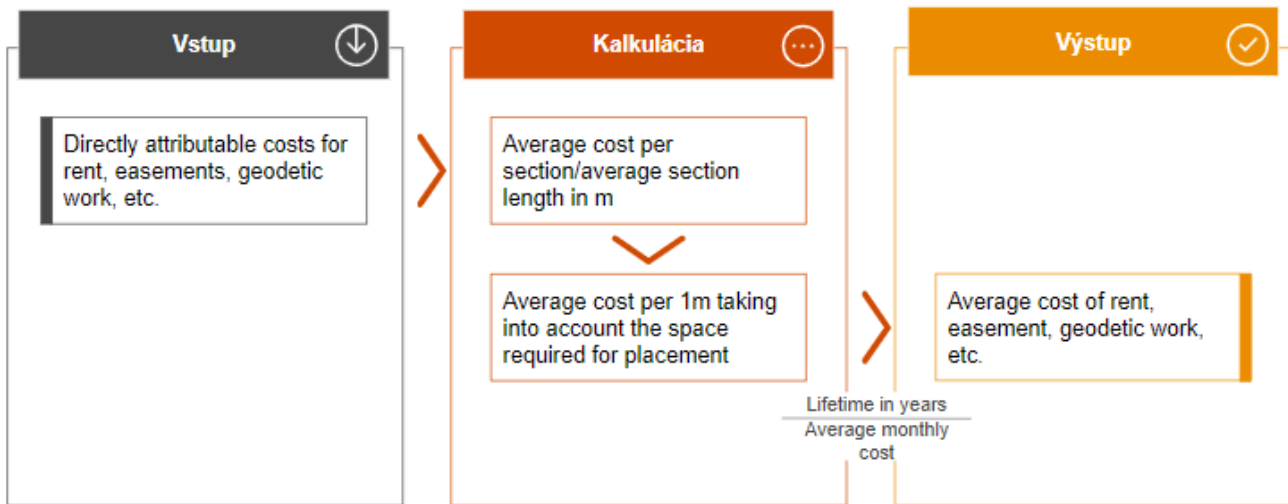 Vstup
Kalkulácia
Výstup
Directly attributable costs for
rent, easements, geodetic
work, etc.
Average cost per
section/average section
length in m
Average cost per 1m taking
into account the space
required for placement
Average cost of rent,
easement, geodetic work,
etc.
Lifetime in years
Average monthly
cost